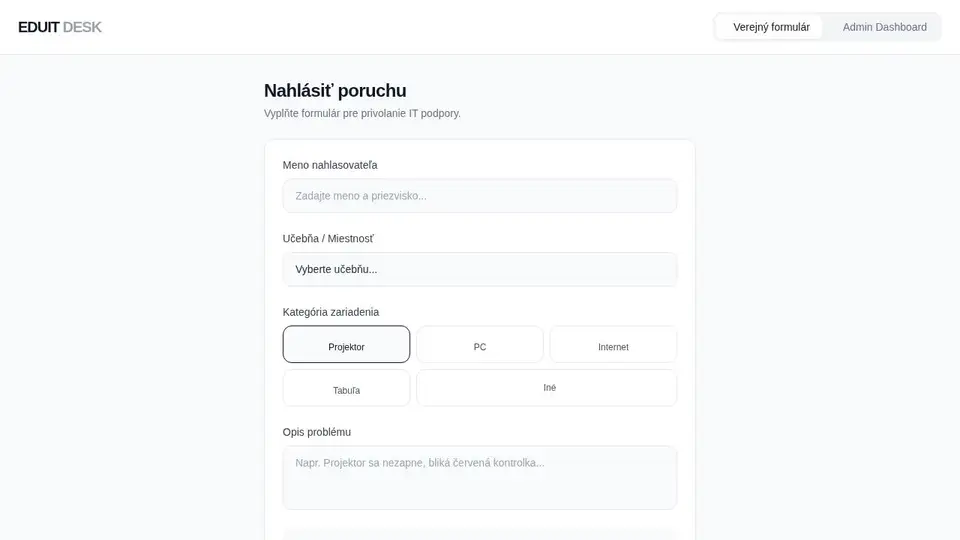 EDUIT DESK
Verejný formulár
Admin Dashboard
Nahlásiť poruchu
Vyplňte formulár pre privolanie IT podpory.
Meno nahlasovateľa
Zadajte meno a priezvisko...
Učebňa / Miestnosť
Vyberte učebňu...
Kategória zariadenia
Projektor
PC
Internet
Tabuľa
Iné
Opis problému
Napr. Projektor sa nezapne, bliká červená kontrolka...